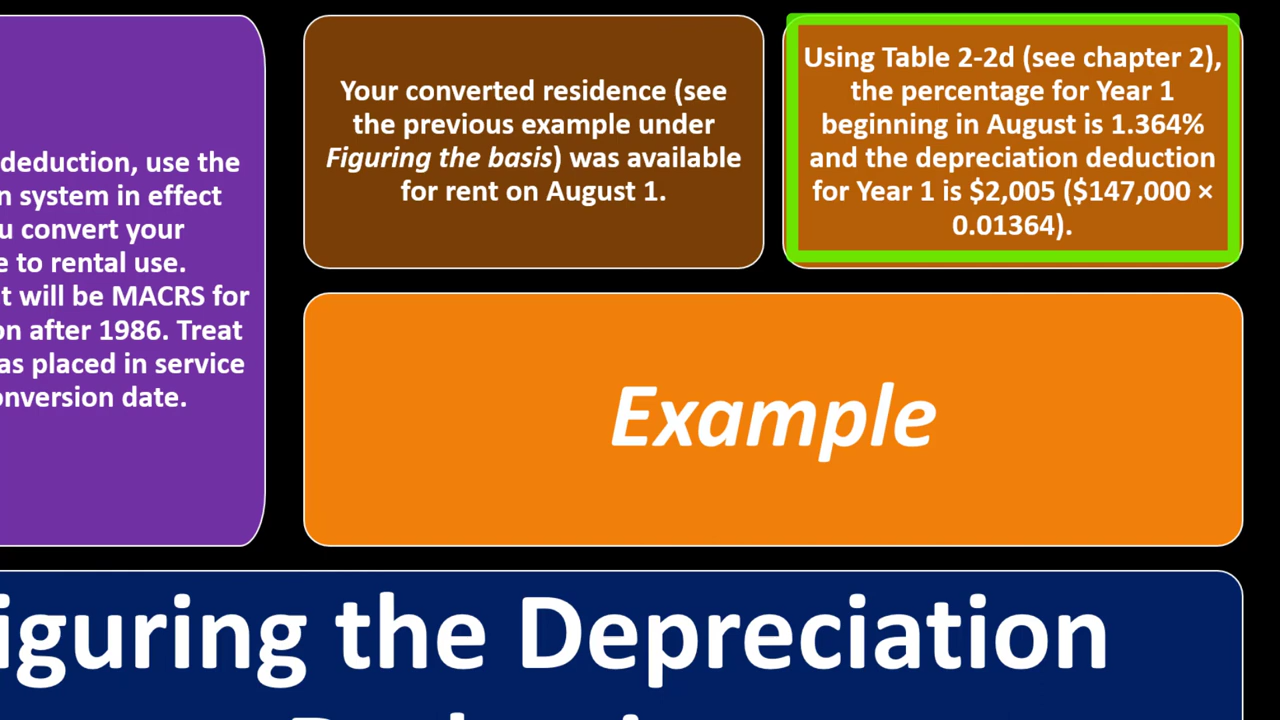 deduction, use the
system in effect
convert your
to rental use.
will be MACRS for
after 1986. Treat
as placed in service
date.
Your converted residence (see
the previous example under
Figuring the basis) was available
for rent on August 1.
Using Table 2-2d (see chapter 2),
the percentage for Year 1
beginning in August is 1.364%
and the depreciation deduction
for Year 1 is $2,005 ($147,000 ×
0.01364).
Example
the Depreciation